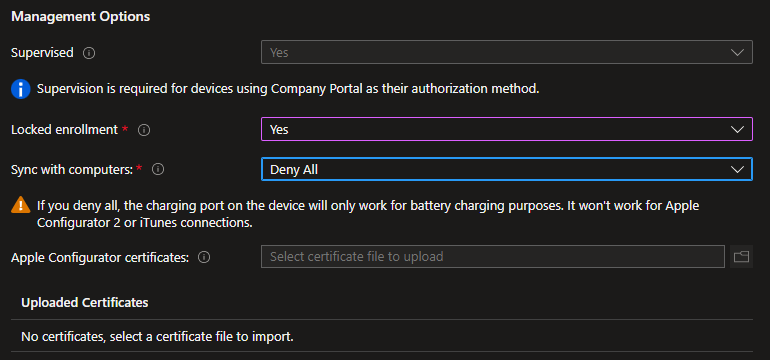 Management Options
Supervised
Yes
Supervision is required for devices using Company Portal as their authorization method.
Locked enrollment *
Yes
Sync with computers: *
Deny All
If you deny all, the charging port on the device will only work for battery charging purposes. It won't work for Apple
Configurator 2 or iTunes connections.
Apple Configurator certificates:
Select certificate file to upload
Uploaded Certificates
No certificates, select a certificate file to import.